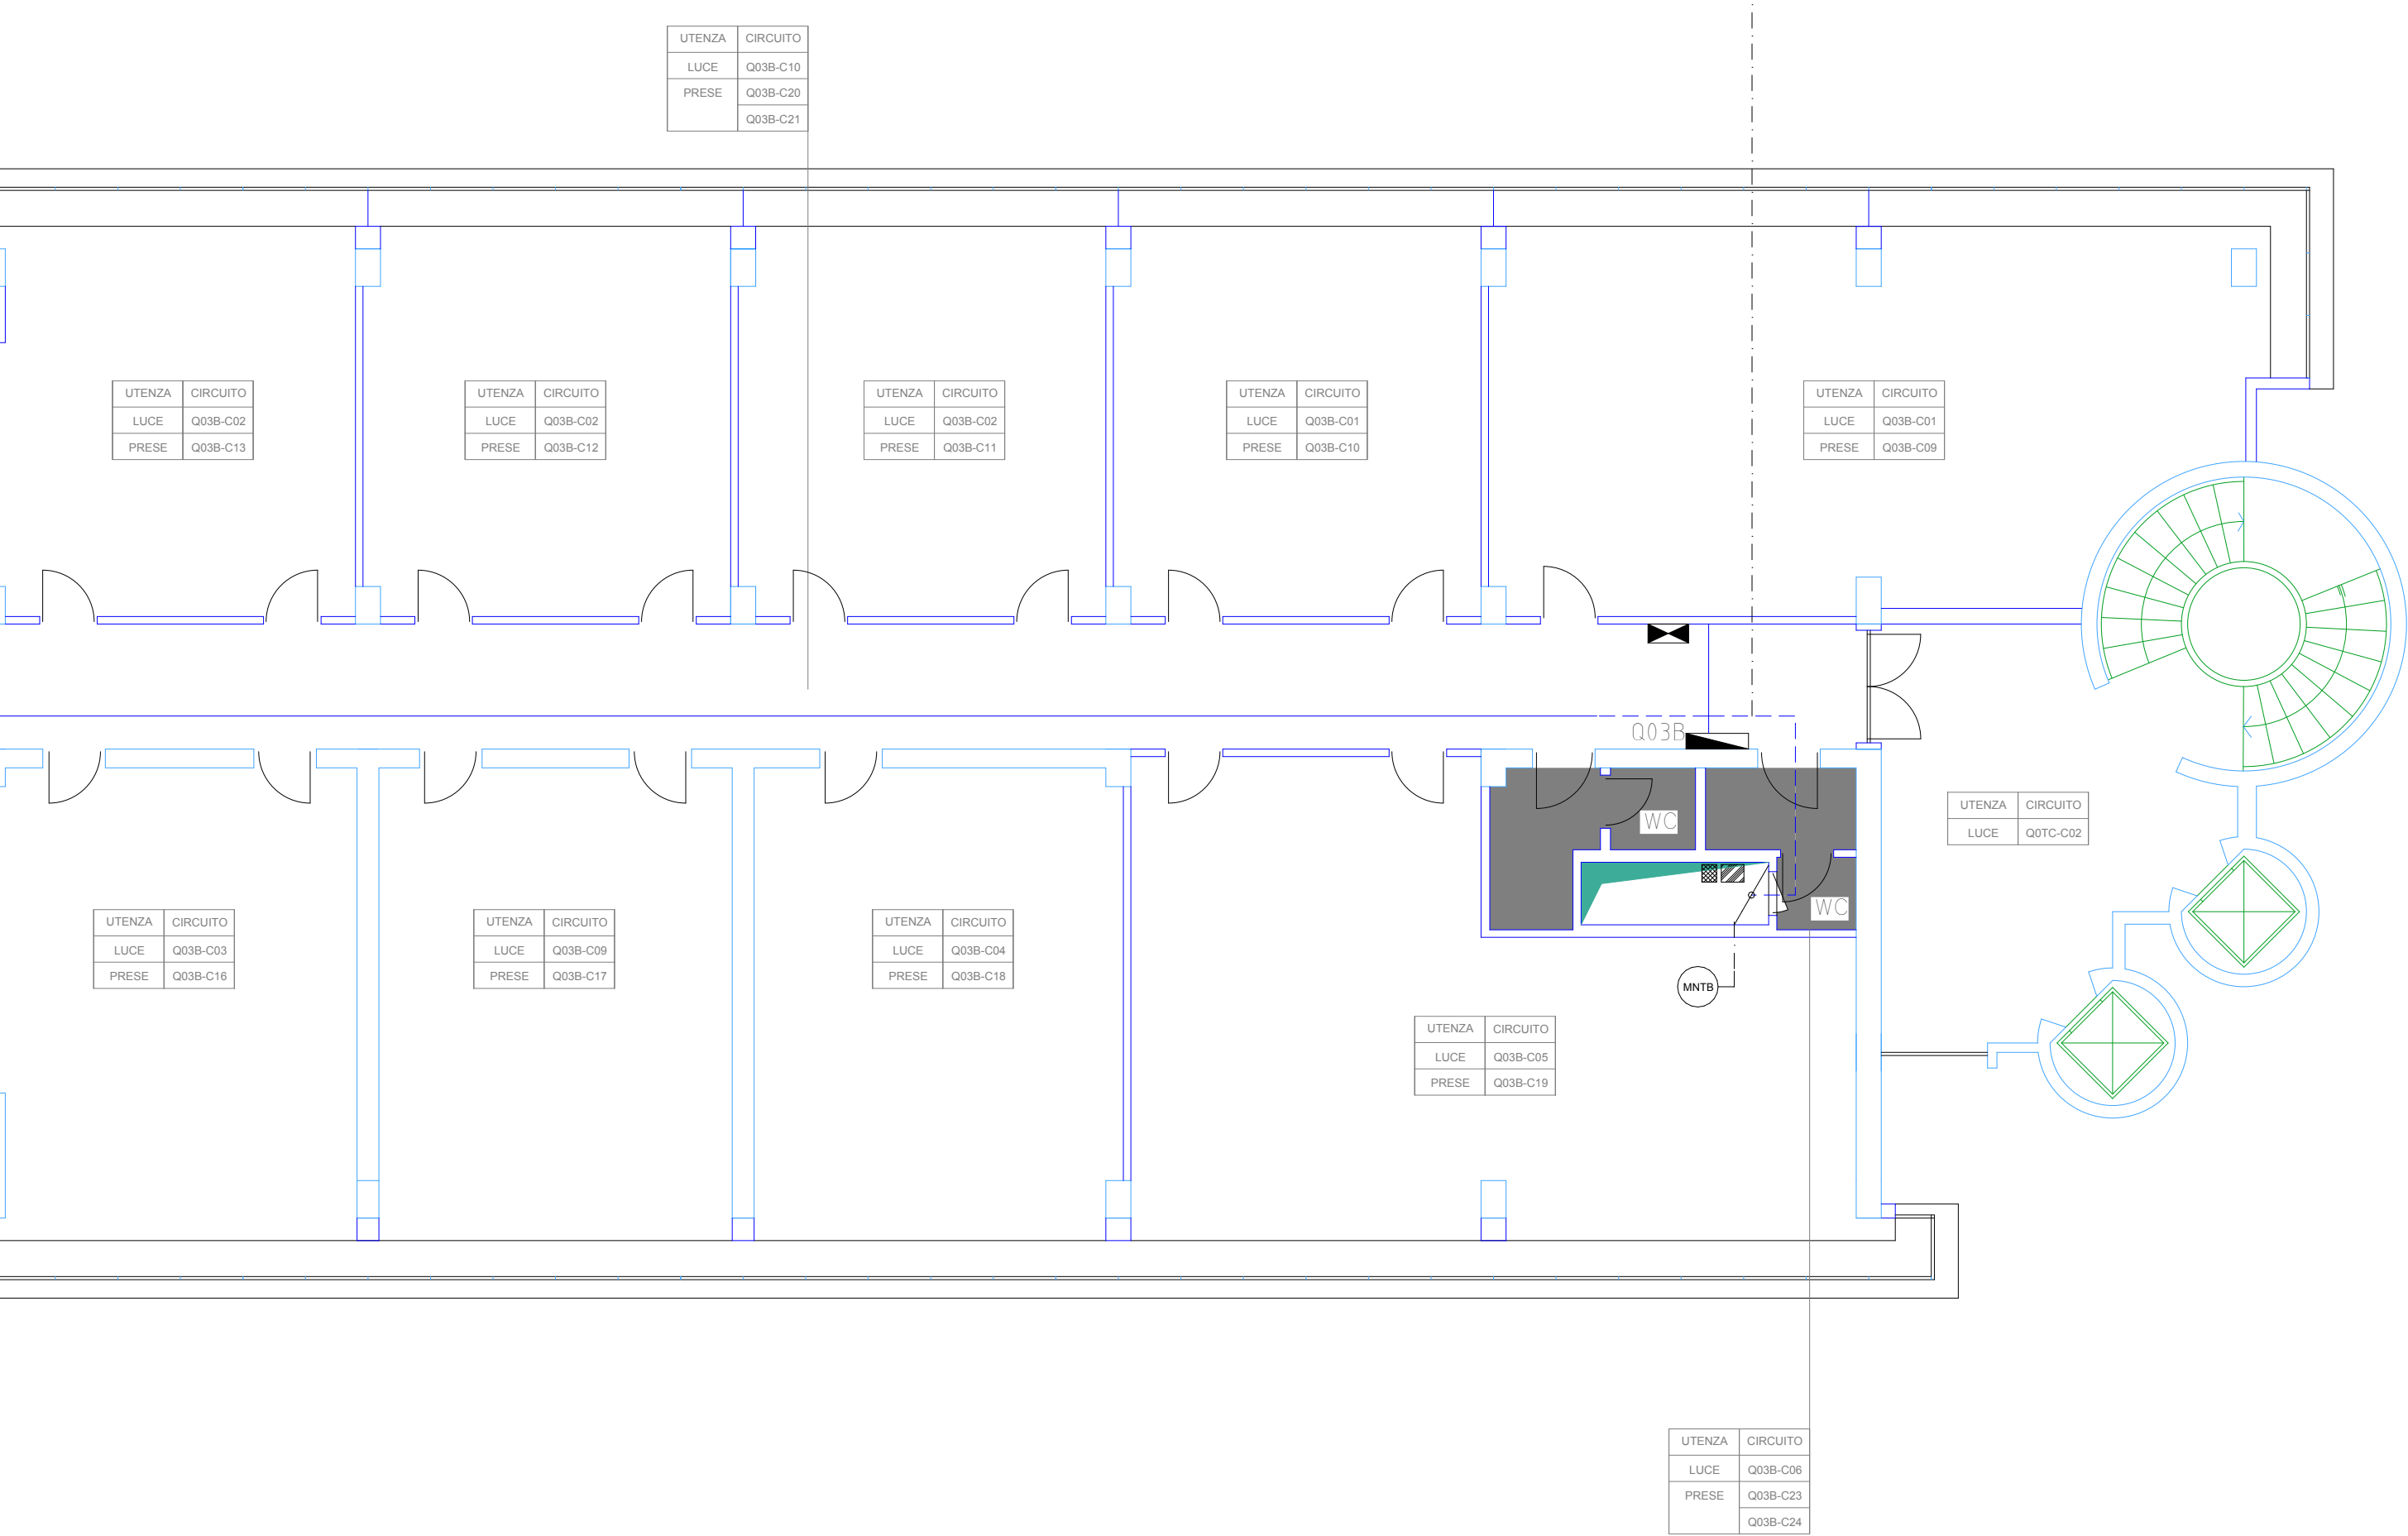 UTENZA CIRCUITO
LUCE Q03B-C10
PRESE Q03B-C20
Q03B-C21
UTENZA CIRCUITO
LUCE Q03B-C02
PRESE Q03B-C13
UTENZA CIRCUITO
LUCE Q03B-C02
PRESE Q03B-C12
UTENZA CIRCUITO
LUCE Q03B-C02
PRESE Q03B-C11
UTENZA CIRCUITO
LUCE Q03B-C01
PRESE Q03B-C10
UTENZA CIRCUITO
LUCE Q03B-C01
PRESE Q03B-C09
Q03B
WC
UTENZA CIRCUITO
LUCE Q0TC-C02
WC
UTENZA CIRCUITO
LUCE Q03B-C03
PRESE Q03B-C16
UTENZA CIRCUITO
LUCE Q03B-C09
PRESE Q03B-C17
UTENZA CIRCUITO
LUCE Q03B-C04
PRESE Q03B-C18
MNTB
UTENZA CIRCUITO
LUCE Q03B-C05
PRESE Q03B-C19
UTENZA CIRCUITO
LUCE Q03B-C06
PRESE Q03B-C23
Q03B-C24